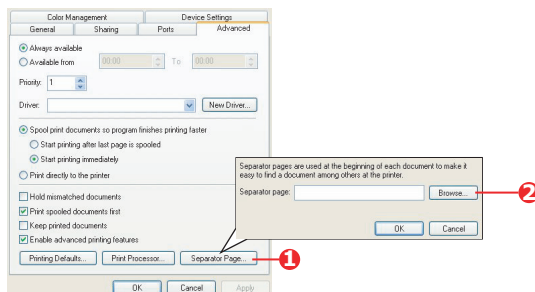 Color Management Device Settings
General Sharing Ports Advanced
Always available
Available from 00:00 To 00:00
Priority: 1
Driver: New Driver...
Spool print documents so program finishes printing faster
Start printing after last page is spooled
Start printing immediately
Print directly to the printer
Hold mismatched documents
Print spooled documents first
Keep printed documents
Enable advanced printing features
Printing Defaults... Print Processor... Separator Page...
1
OK Cancel Apply
Separator pages are used at the beginning of each document to make it
easy to find a document among others at the printer.
Separator page: Browse...
2
OK Cancel